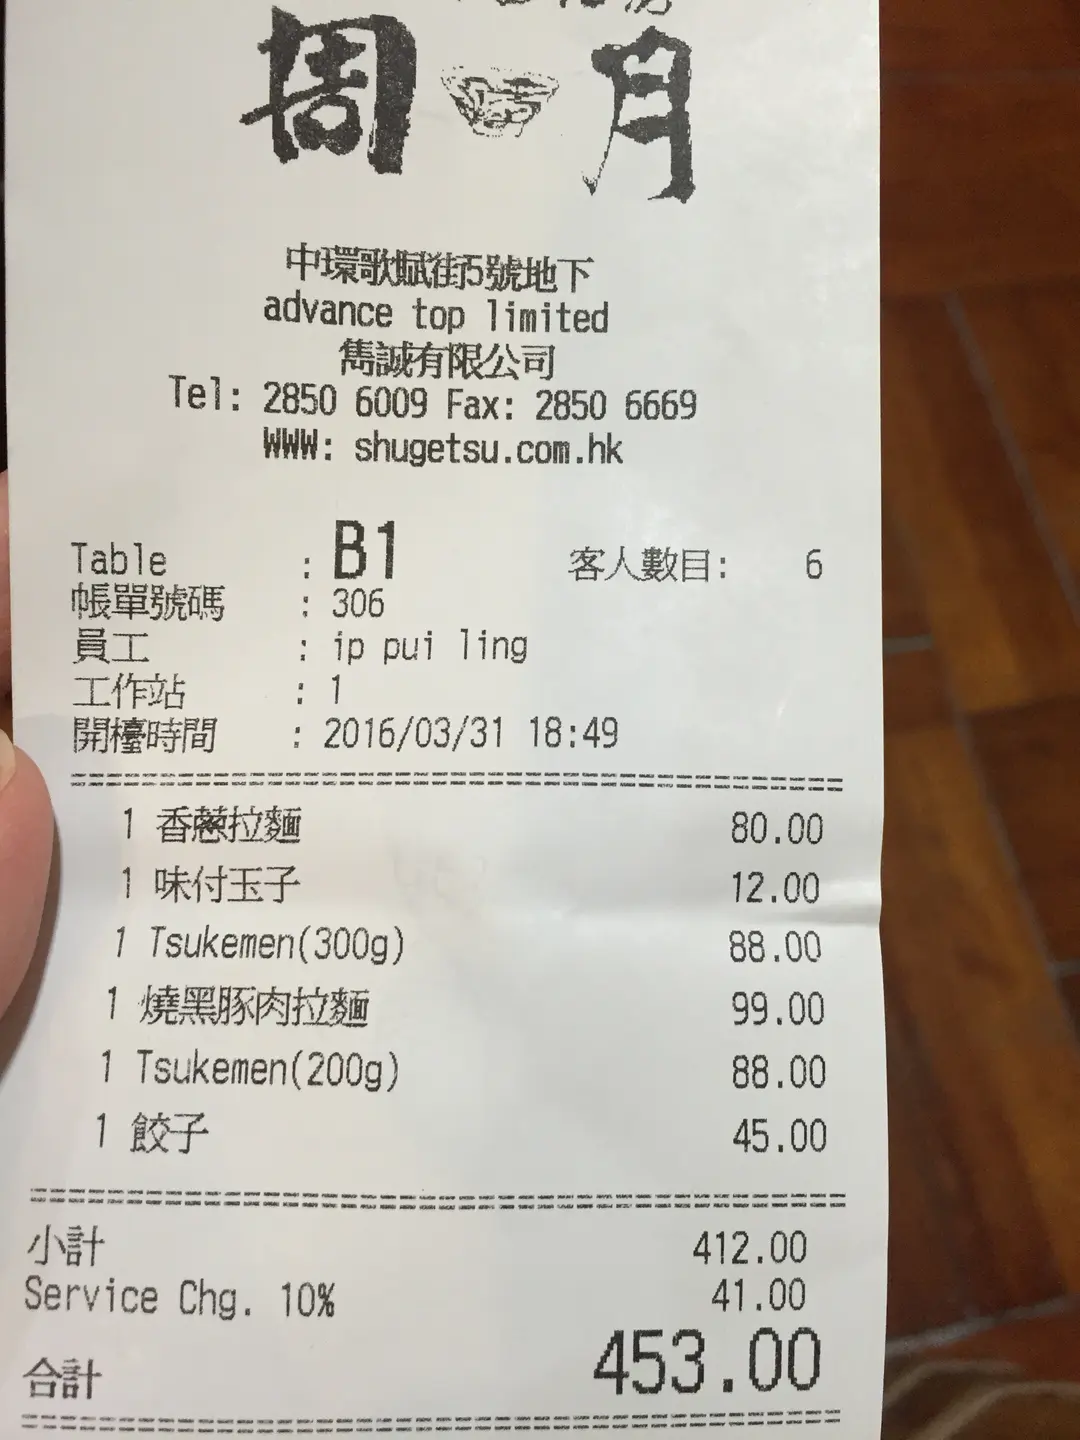 周月
中環歌賦街5號地下
advance top limited
雋誠有限公司
Tel: 2850 6009 Fax: 2850 6669
WWW: shugetsu.com.hk
Table : B1 客人數目: 6
帳單號碼 : 306
員工 : ip pui ling
工作站 : 1
開檯時間 : 2016/03/31 18:49
1 香蔥拉麵 80.00
1 味付玉子 12.00
1 Tsukemen(300g) 88.00
1 燒黑豚肉拉麵 99.00
1 Tsukemen(200g) 88.00
1 餃子 45.00
小計 412.00
Service Chg. 10% 41.00
合計 453.00